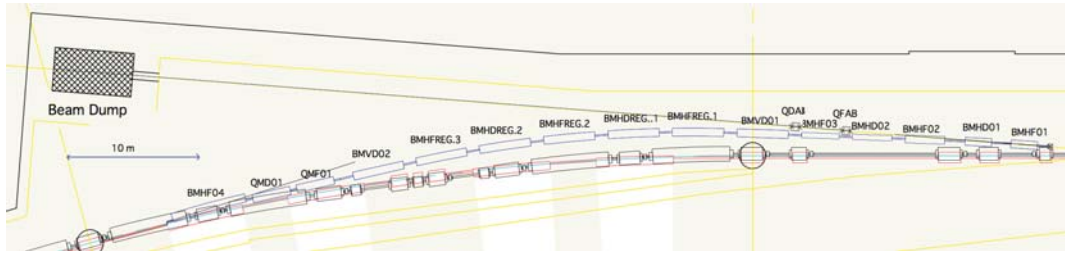 Beam Dump
10 m
BMHF04
QMD01
QMF01
BMVD02
BMHFREG.3
BMHDREG.2
BMHFREG.2
BMHDREG..1
BMHFREG.1
BMVD01
BMHF03
QFAB
BMHD02
BMHF02
BMHD01
BMHF01